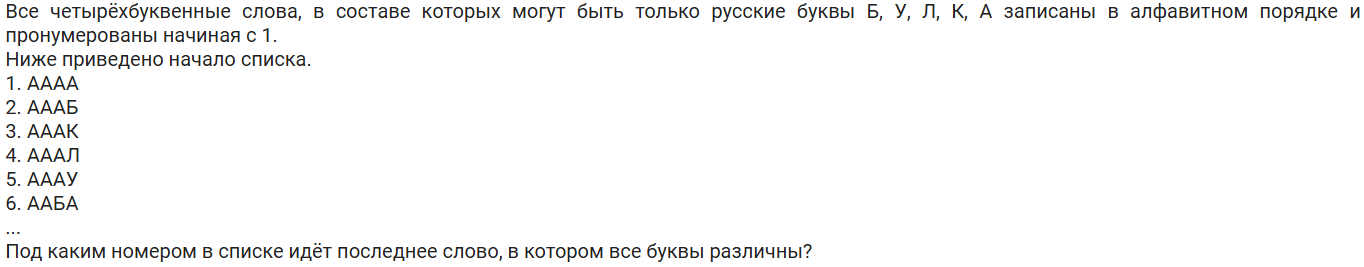 Все четырёхбуквенные слова, в составе которых могут быть только русские буквы Б, У, Л, К, А записаны в алфавитном порядке и
пронумерованы начиная с 1.
Ниже приведено начало списка.
1. АААА
2. АААБ
3. АААК
4. АААЛ
5. АААУ
6. ААБА
...
Под каким номером в списке идёт последнее слово, в котором все буквы различны?